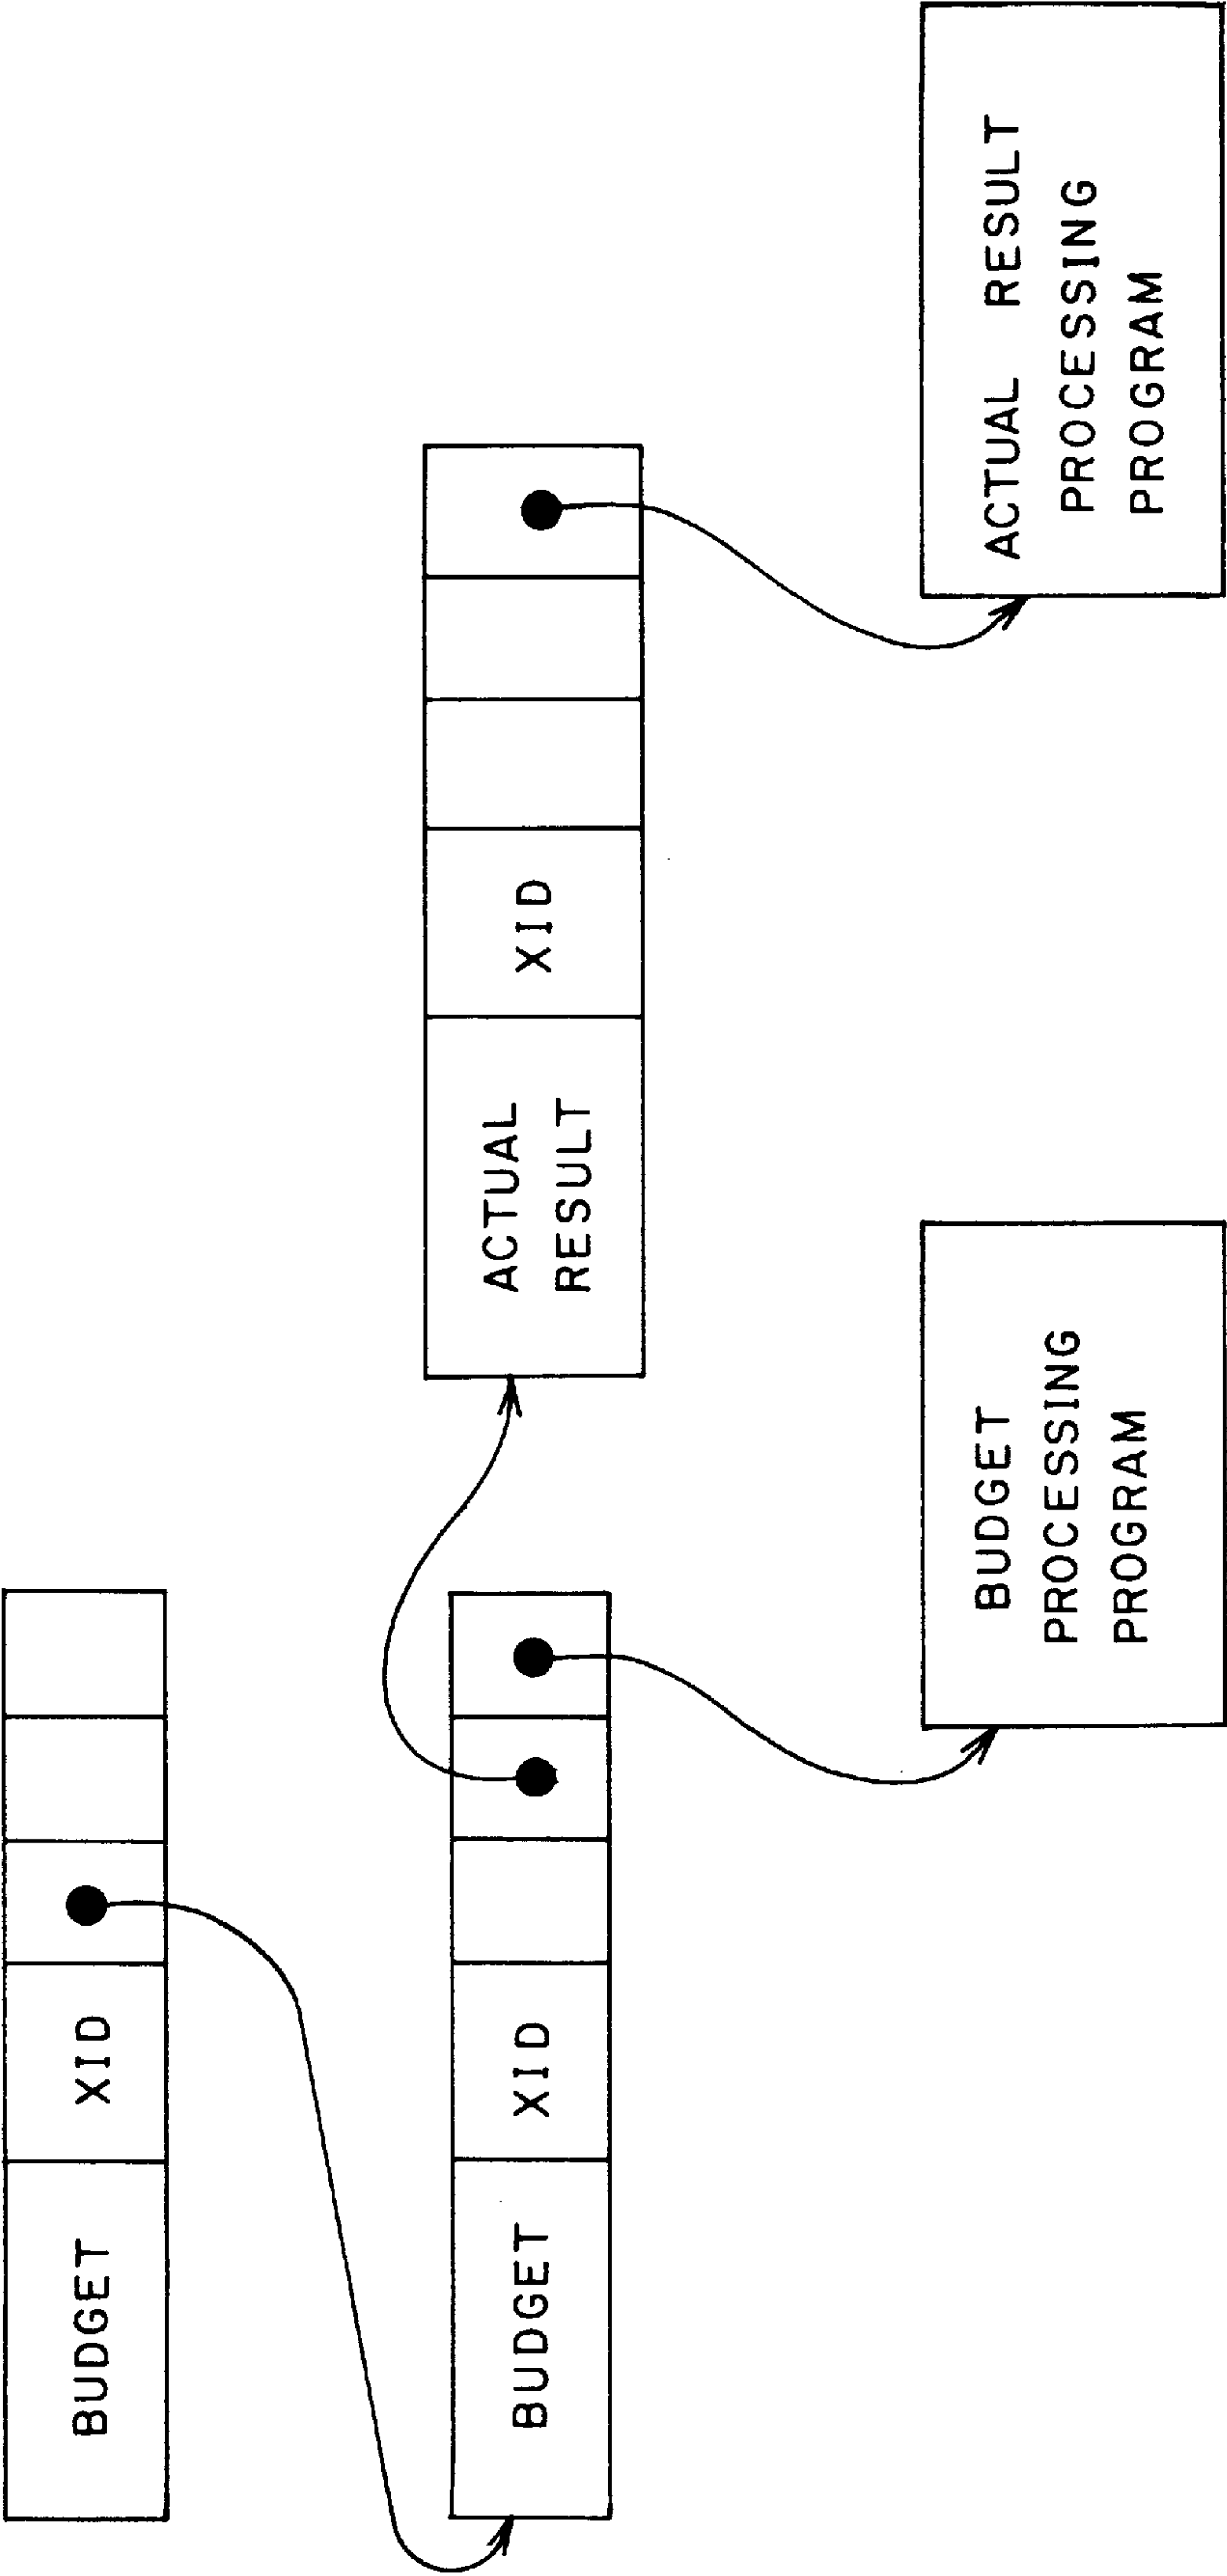 BUDGET
XID
BUDGET
XID
ACTUAL
RESULT
XID
BUDGET
PROCESSING
PROGRAM
ACTUAL RESULT
PROCESSING
PROGRAM